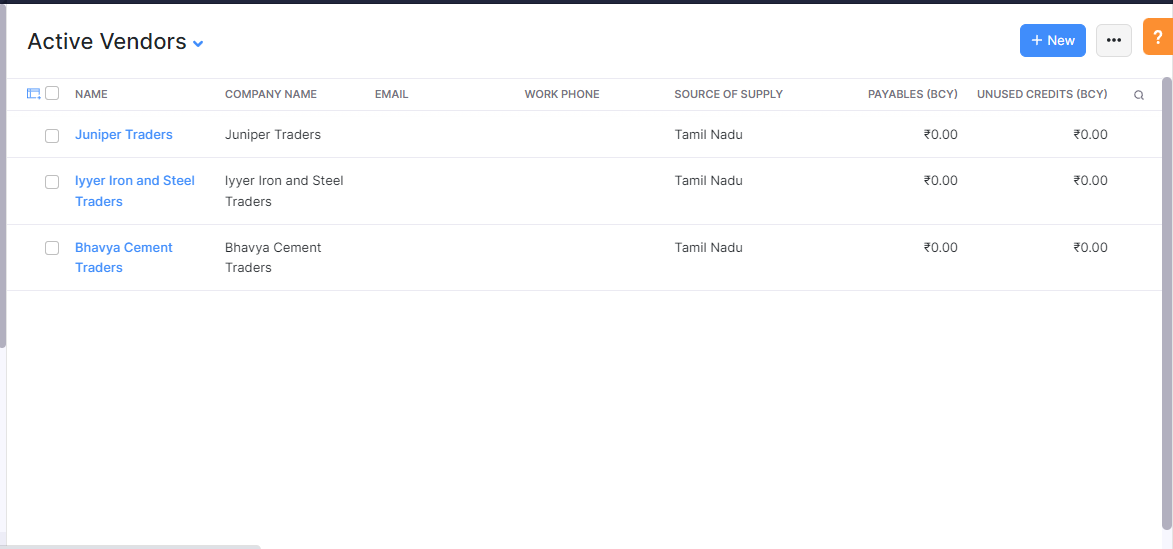 Active Vendors
+ New
?
NAME COMPANY NAME EMAIL WORK PHONE SOURCE OF SUPPLY PAYABLES (BCY) UNUSED CREDITS (BCY)
Juniper Traders Juniper Traders Tamil Nadu ₹0.00 ₹0.00
Iyyer Iron and Steel Iyyer Iron and Steel Tamil Nadu ₹0.00 ₹0.00
Traders Traders
Bhavya Cement Bhavya Cement Tamil Nadu ₹0.00 ₹0.00
Traders Traders